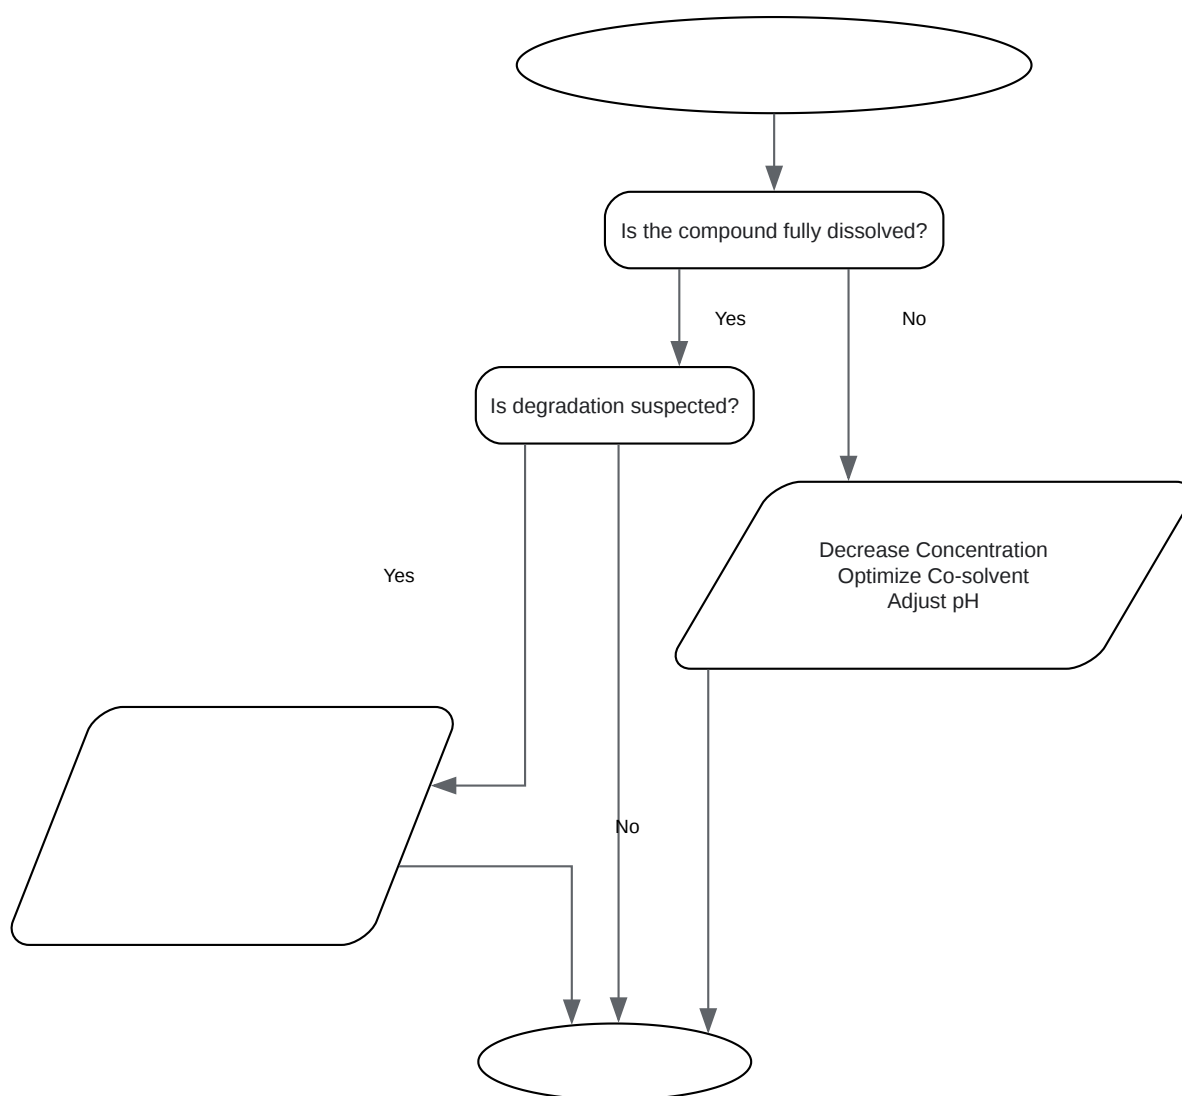 Is the compound fully dissolved?
Yes
No
Is degradation suspected?
Decrease Concentration
Optimize Co-solvent
Adjust pH
Yes
No